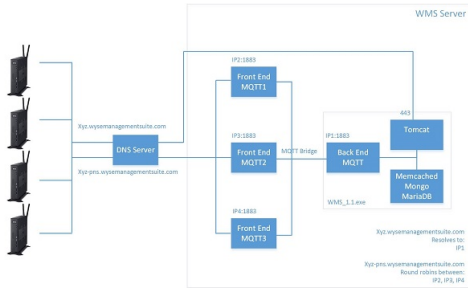 WMS Server
IP2:1883
Front End
MQTT1
443
Tomcat
Xyz.wysemanagementsuite.com
DNS Server
Xyz-pns.wysemanagementsuite.com
IP3:1883
Front End
MQTT2
MQTT Bridge
IP1:1883
Back End
MQTT
Memcached
Mongo
MariaDB
WMS_1.1.exe
IP4:1883
Front End
MQTT3
Xyz.wysemanagementsuite.com
Resolves to:
IP1
Xyz-pns.wysemanagementsuite.com
Round robins between:
IP2, IP3, IP4